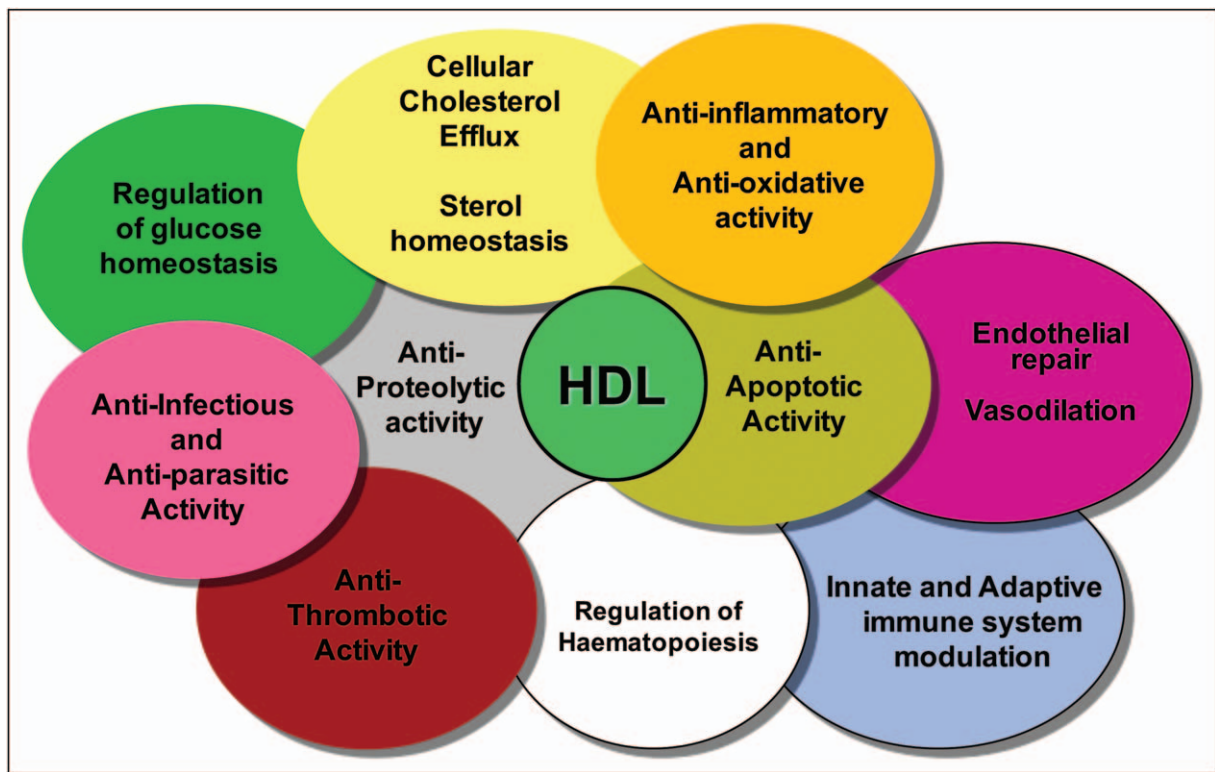 Cellular
Cholesterol
Efflux
Sterol
homeostasis
Anti-inflammatory
and
Anti-oxidative
activity
Regulation
of glucose
homeostasis
Anti-
Proteolytic
activity
HDL
Anti-
Apoptotic
Activity
Endothelial
repair
Vasodilation
Anti-Infectious
and
Anti-parasitic
Activity
Anti-
Thrombotic
Activity
Regulation of
Haematopoiesis
Innate and Adaptive
immune system
modulation